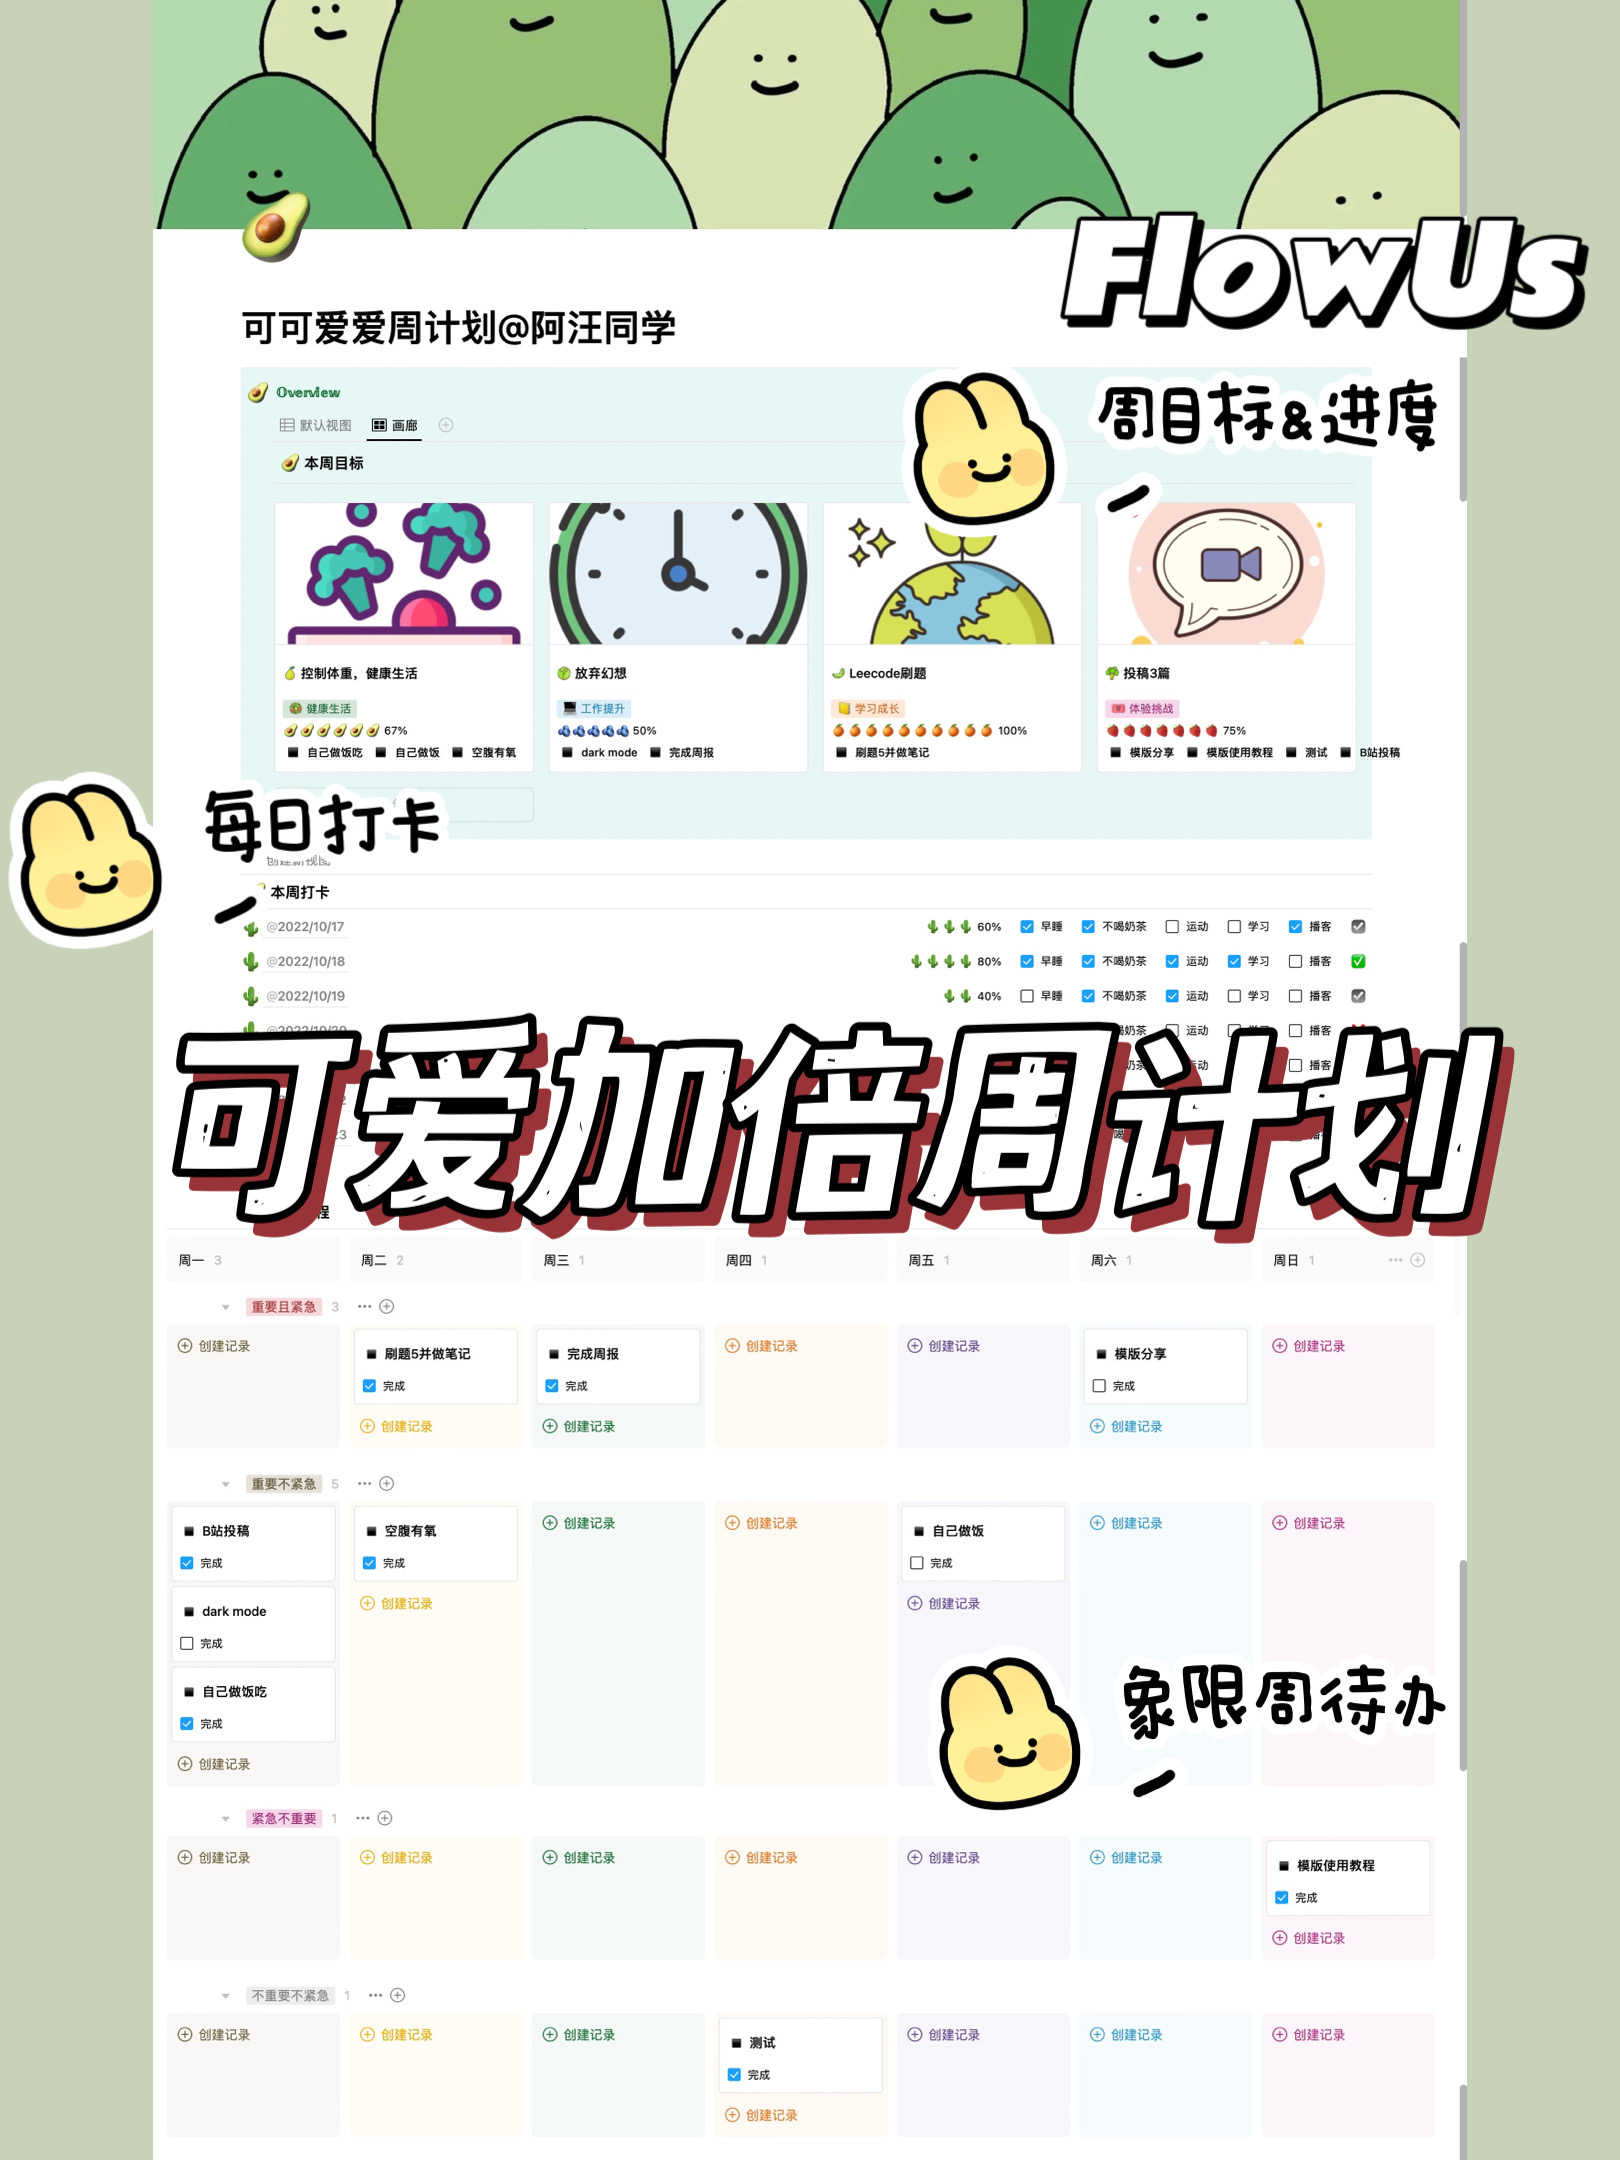 FlowUs
可可爱爱周计划@阿汪同学
Overview
周目标&进度
默认视图 画廊
本周目标
控制体重，健康生活
健康生活
67%
自己做饭吃 自己做饭 空腹有氧
放弃幻想
工作提升
50%
dark mode 完成周报
Leecode刷题
学习成长
100%
刷题5并做笔记
投稿3篇
体验挑战
75%
模版分享 模版使用教程 测试 B站投稿
每日打卡
创建新视图
本周打卡
@2022/10/17 60% 早睡 不喝奶茶 运动 学习 播客
@2022/10/18 80% 早睡 不喝奶茶 运动 学习 播客
@2022/10/19 40% 早睡 不喝奶茶 运动 学习 播客
@2022/10/20 喝奶茶 运动 学习 播客
播客
可爱加倍周计划
程
周一 3 周二 2 周三 1 周四 1 周五 1 周六 1 周日 1
重要且紧急 3
创建记录
刷题5并做笔记
完成
创建记录
完成周报
完成
创建记录
创建记录
创建记录
模版分享
完成
创建记录
创建记录
重要不紧急 5
B站投稿
完成
dark mode
完成
自己做饭吃
完成
创建记录
空腹有氧
完成
创建记录
创建记录
创建记录
自己做饭
完成
创建记录
创建记录
创建记录
象限周待办
紧急不重要 1
创建记录
创建记录
创建记录
创建记录
创建记录
创建记录
模版使用教程
完成
创建记录
不重要不紧急 1
创建记录
创建记录
创建记录
测试
完成
创建记录
创建记录
创建记录
创建记录